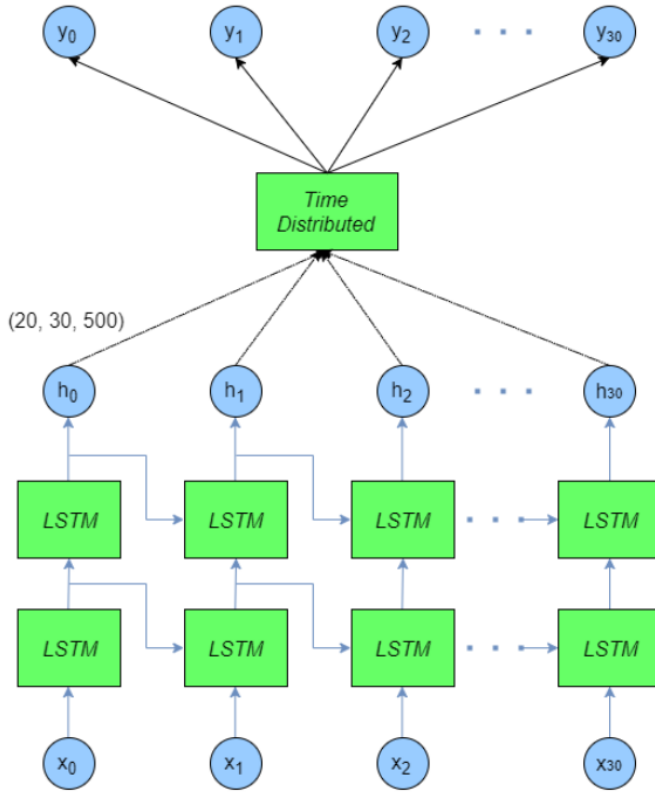 y₀ y₁ y₂ y₃₀
Time
Distributed
(20, 30, 500)
h₀ h₁ h₂ h₃₀
LSTM LSTM LSTM LSTM
LSTM LSTM LSTM LSTM
x₀ x₁ x₂ x₃₀